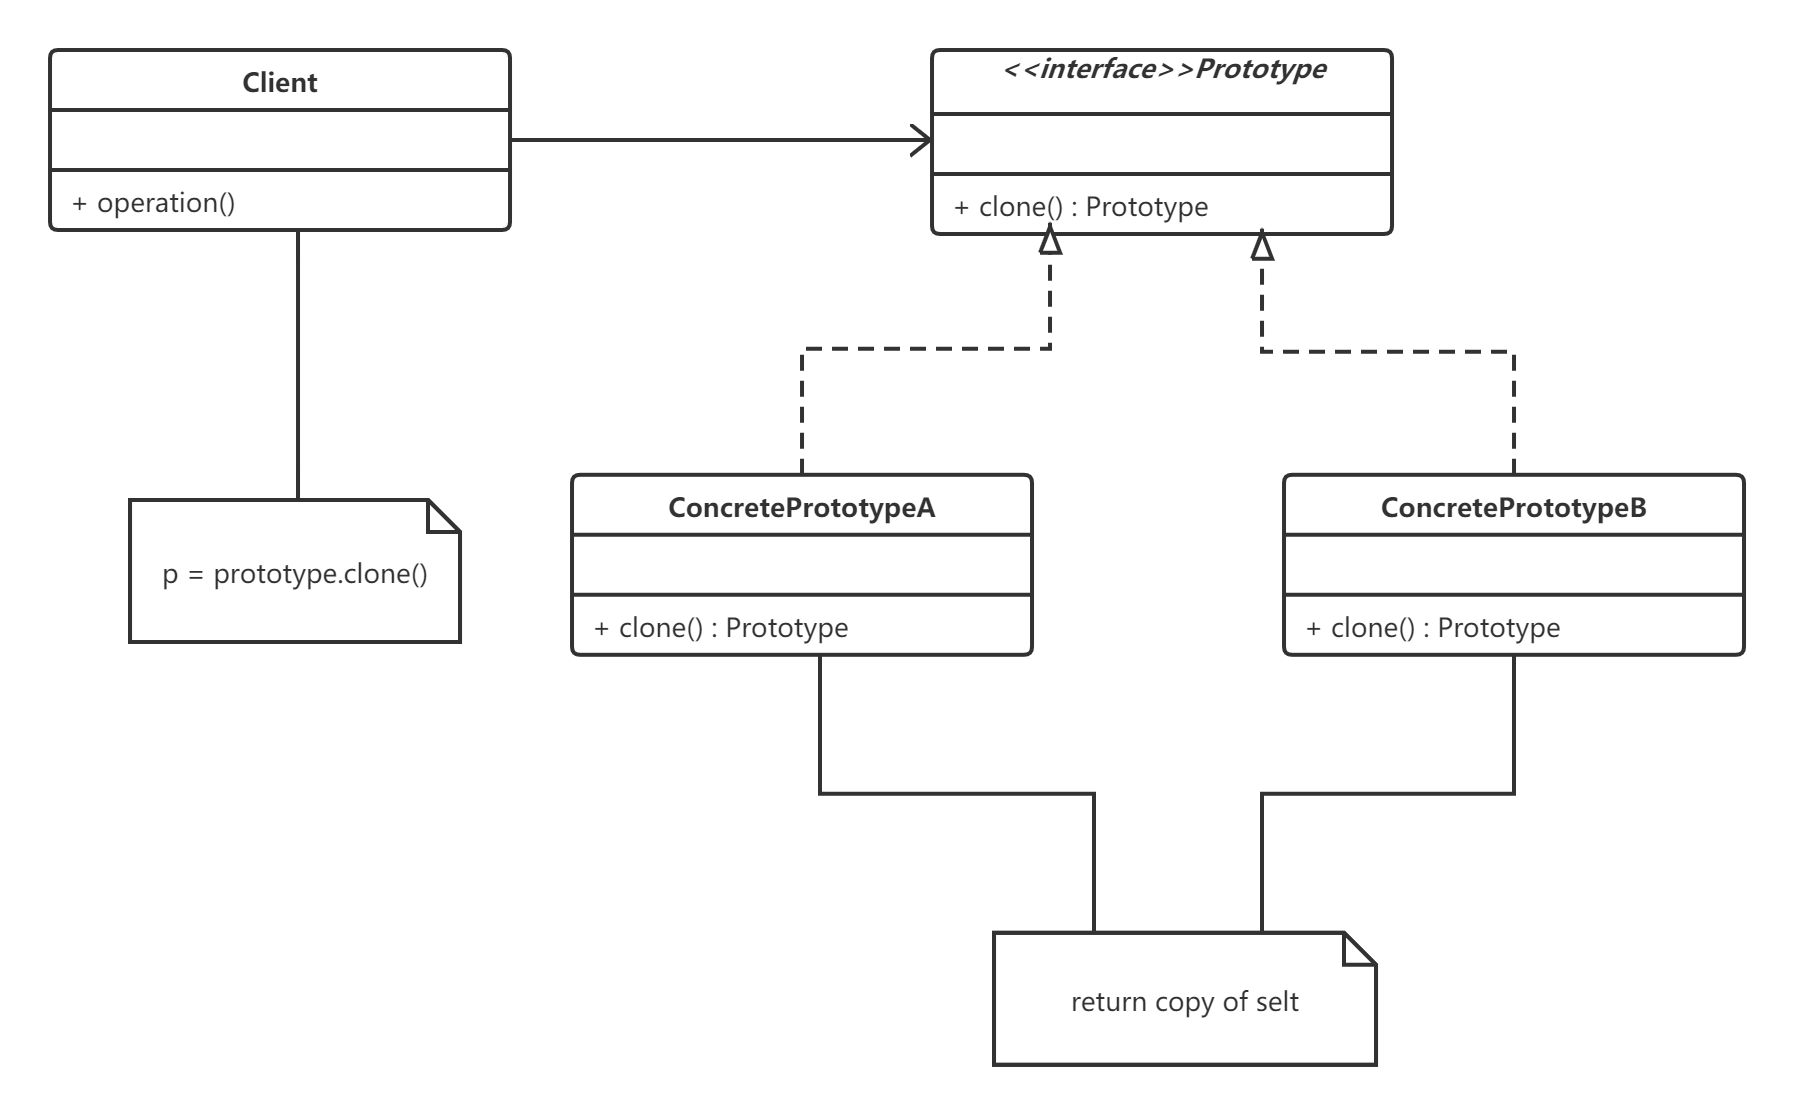 Client
+ operation()
<<interface>>Prototype
+ clone() : Prototype
p = prototype.clone()
ConcretePrototypeA
+ clone() : Prototype
ConcretePrototypeB
+ clone() : Prototype
return copy of selt